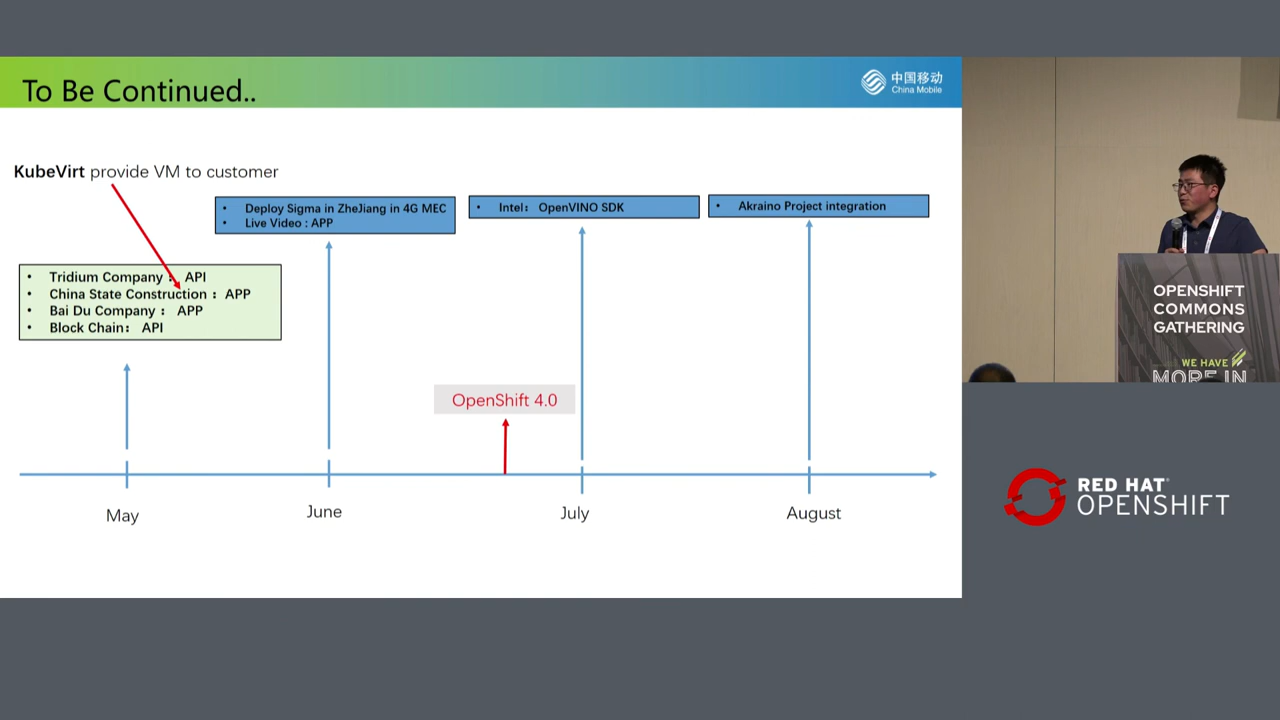 To Be Continued..
中国移动
China Mobile
KubeVirt provide VM to customer
• Deploy Sigma in ZheJiang in 4G MEC
• Live Video : APP
• Intel： OpenVINO SDK
• Akraino Project integration
• Tridium Company ： API
• China State Construction ： APP
• Bai Du Company ： APP
• Block Chain： API
OpenShift 4.0
May
June
July
August
OPENSHIFT
COMMONS
GATHERING
WE HAVE
MORE IN
RED HAT®
OPENSHIFT